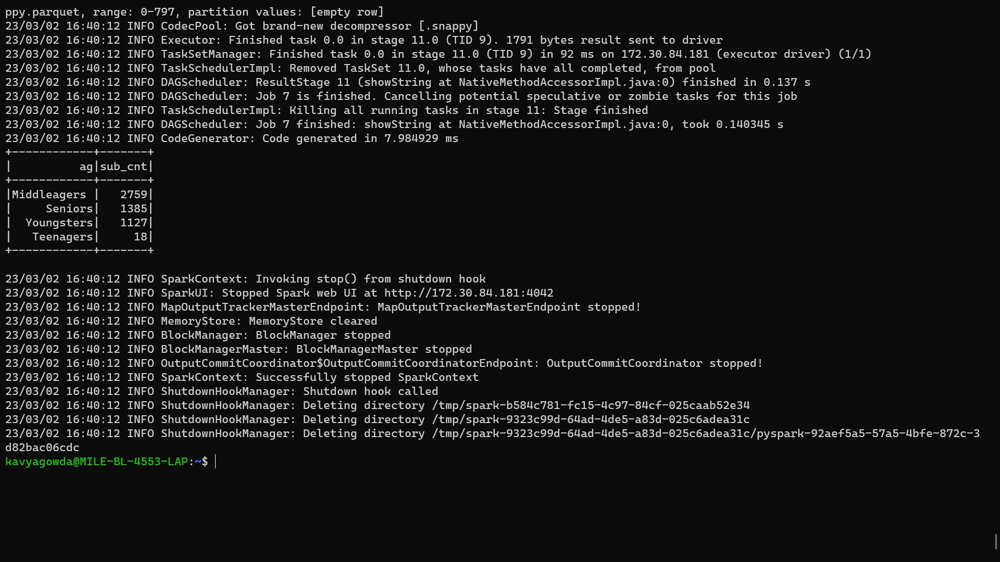 ppy.parquet, range: 0-797, partition values: [empty row]
23/03/02 16:40:12 INFO CodecPool: Got brand-new decompressor [.snappy]
23/03/02 16:40:12 INFO Executor: Finished task 0.0 in stage 11.0 (TID 9). 1791 bytes result sent to driver
23/03/02 16:40:12 INFO TaskSetManager: Finished task 0.0 in stage 11.0 (TID 9) in 92 ms on 172.30.84.181 (executor driver) (1/1)
23/03/02 16:40:12 INFO TaskSchedulerImpl: Removed TaskSet 11.0, whose tasks have all completed, from pool
23/03/02 16:40:12 INFO DAGScheduler: ResultStage 11 (showString at NativeMethodAccessorImpl.java:0) finished in 0.137 s
23/03/02 16:40:12 INFO DAGScheduler: Job 7 is finished. Cancelling potential speculative or zombie tasks for this job
23/03/02 16:40:12 INFO TaskSchedulerImpl: Killing all running tasks in stage 11: Stage finished
23/03/02 16:40:12 INFO DAGScheduler: Job 7 finished: showString at NativeMethodAccessorImpl.java:0, took 0.140345 s
23/03/02 16:40:12 INFO CodeGenerator: Code generated in 7.984929 ms
+------------+-------+
|          ag|sub_cnt|
+------------+-------+
|Middleagers |   2759|
|     Seniors|   1385|
|  Youngsters|   1127|
|   Teenagers|     18|
+------------+-------+

23/03/02 16:40:12 INFO SparkContext: Invoking stop() from shutdown hook
23/03/02 16:40:12 INFO SparkUI: Stopped Spark web UI at http://172.30.84.181:4042
23/03/02 16:40:12 INFO MapOutputTrackerMasterEndpoint: MapOutputTrackerMasterEndpoint stopped!
23/03/02 16:40:12 INFO MemoryStore: MemoryStore cleared
23/03/02 16:40:12 INFO BlockManager: BlockManager stopped
23/03/02 16:40:12 INFO BlockManagerMaster: BlockManagerMaster stopped
23/03/02 16:40:12 INFO OutputCommitCoordinator$OutputCommitCoordinatorEndpoint: OutputCommitCoordinator stopped!
23/03/02 16:40:12 INFO SparkContext: Successfully stopped SparkContext
23/03/02 16:40:12 INFO ShutdownHookManager: Shutdown hook called
23/03/02 16:40:12 INFO ShutdownHookManager: Deleting directory /tmp/spark-b584c781-fc15-4c97-84cf-025caab52e34
23/03/02 16:40:12 INFO ShutdownHookManager: Deleting directory /tmp/spark-9323c99d-64ad-4de5-a83d-025c6adea31c
23/03/02 16:40:12 INFO ShutdownHookManager: Deleting directory /tmp/spark-9323c99d-64ad-4de5-a83d-025c6adea31c/pyspark-92aef5a5-57a5-4bfe-872c-3
d82bac06cdc
kavyagowda@MILE-BL-4553-LAP:~$